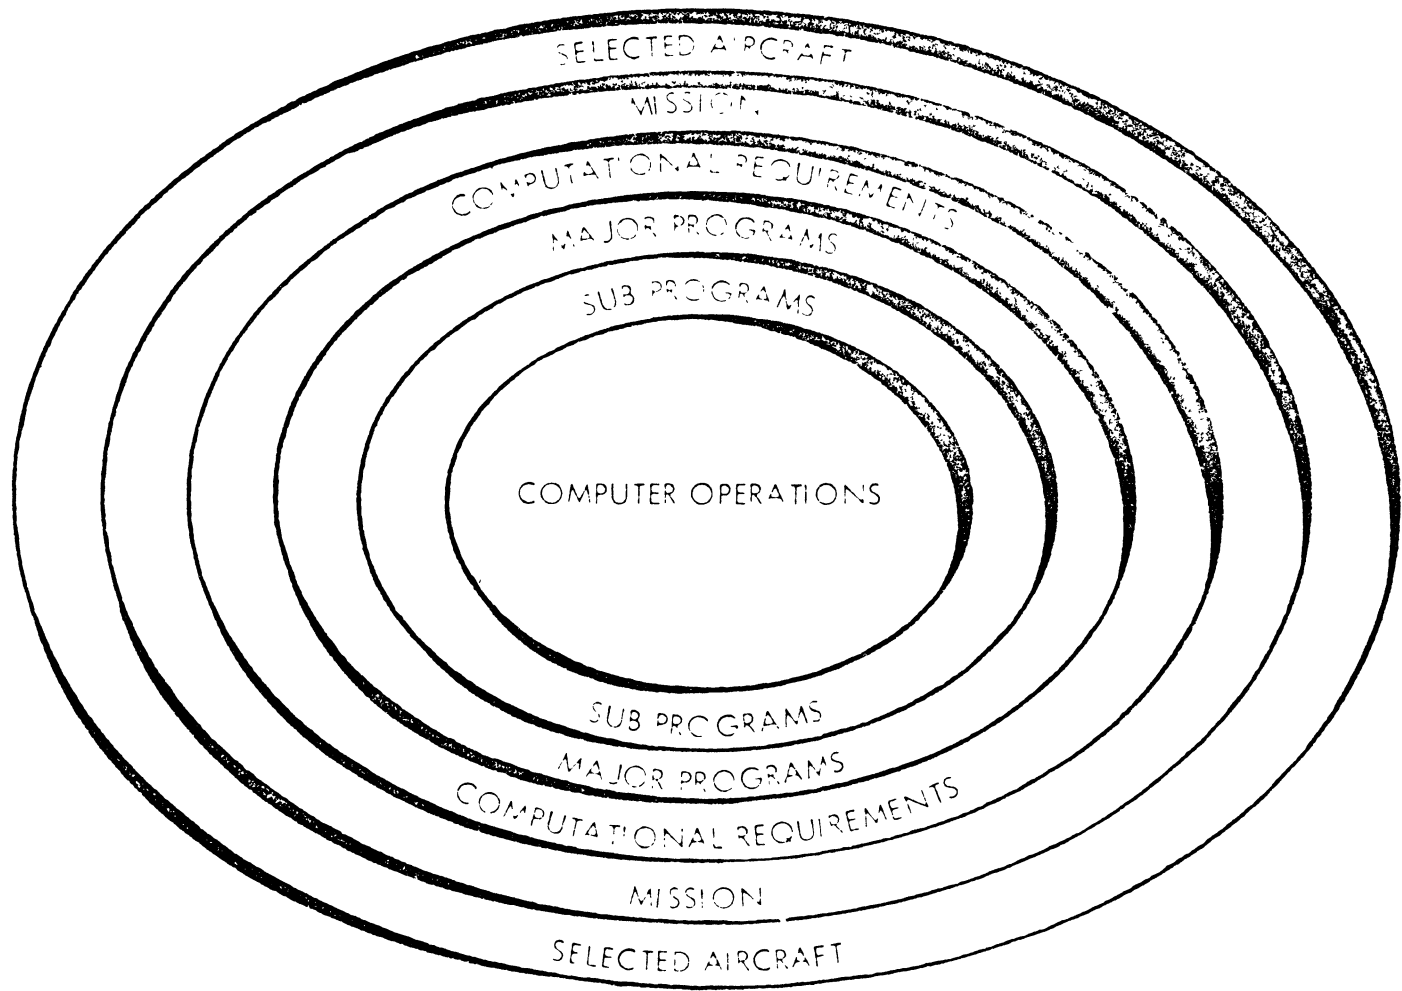 SELECTED AIRCRAFT
MISSION
COMPUTATIONAL REQUIREMENTS
MAJOR PROGRAMS
SUB PROGRAMS
COMPUTER OPERATIONS
SUB PROGRAMS
MAJOR PROGRAMS
COMPUTATIONAL REQUIREMENTS
MISSION
SELECTED AIRCRAFT